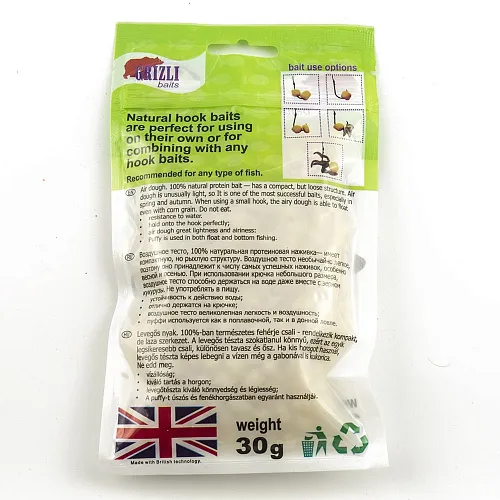 GRIZLI
baits
bait use options
Natural hook baits
are perfect for using
on their own or for
combining with any
hook baits.
Recommended for any type of fish.
Air dough. 100% natural protein bait — has a compact, but loose structure. Air
dough is unusually light, so It is one of the most successful baits, especially in
spring and autumn. When using a small hook, the airy dough is able to float
even with corn grain. Do not eat.
• resistance to water.
• hold onto the hook perfectly;
• air dough great lightness and airiness:
• Puffy is used in both float and bottom fishing.
Воздушное тесто, 100% натуральная протеиновая наживка— имеет
компактную, но рыхлую структуру. Воздушное тесто необычайно легкое,
поэтому оно принадлежит к числу самых успешных наживок, особенно
весной и осенью. При использовании крючка небольшого размера,
воздушное тесто способно держаться на воде даже вместе с зерном
кукурузы. Не употреблять в пищу.
• устойчивость к действию воды;
• отлично держатся на крючке;
• воздушное тесто великолепная легкость и воздушность;
• пуффи используется как в поплавочной, так и в донной ловле.
Levegős nyak. 100%-ban természetes fehérje csali - rendelkezik kompakt,
de laza szerkezet. A levegős tészta szokatlanul könnyű, ezért az egyik
legsikeresebb csali, különösen tavasz és ősz. Ha kis horgot használ,
levegős tészta képes lebegni a vízen még a gabonával is kukorica.
Ne edd meg.
• vízállóság;
• kiváló tartás a horgon;
• levegőtészta kiváló könnyedség és légiesség;
• A puffy-t úszós és fenékhorgászatban egyaránt használják.
Made with British technology.
weight
30g